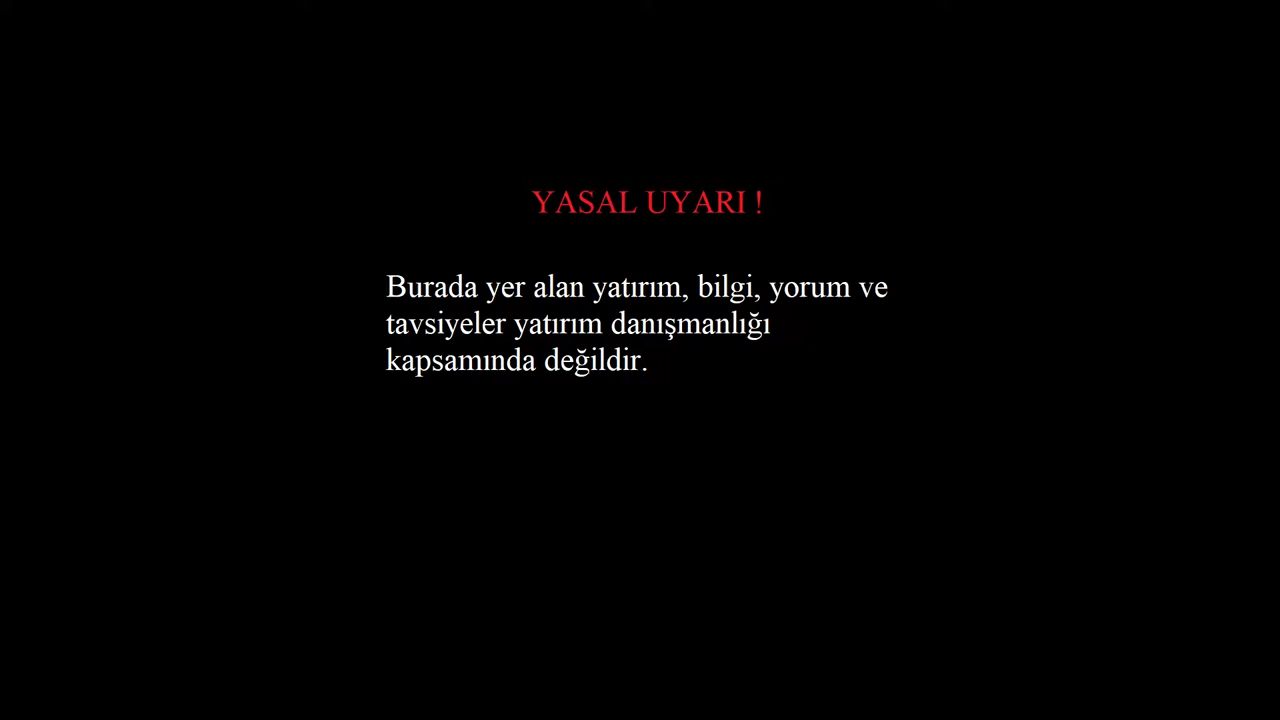 YASAL UYARI !
Burada yer alan yatırım, bilgi, yorum ve
tavsiyeler yatırım danışmanlığı
kapsamında değildir.